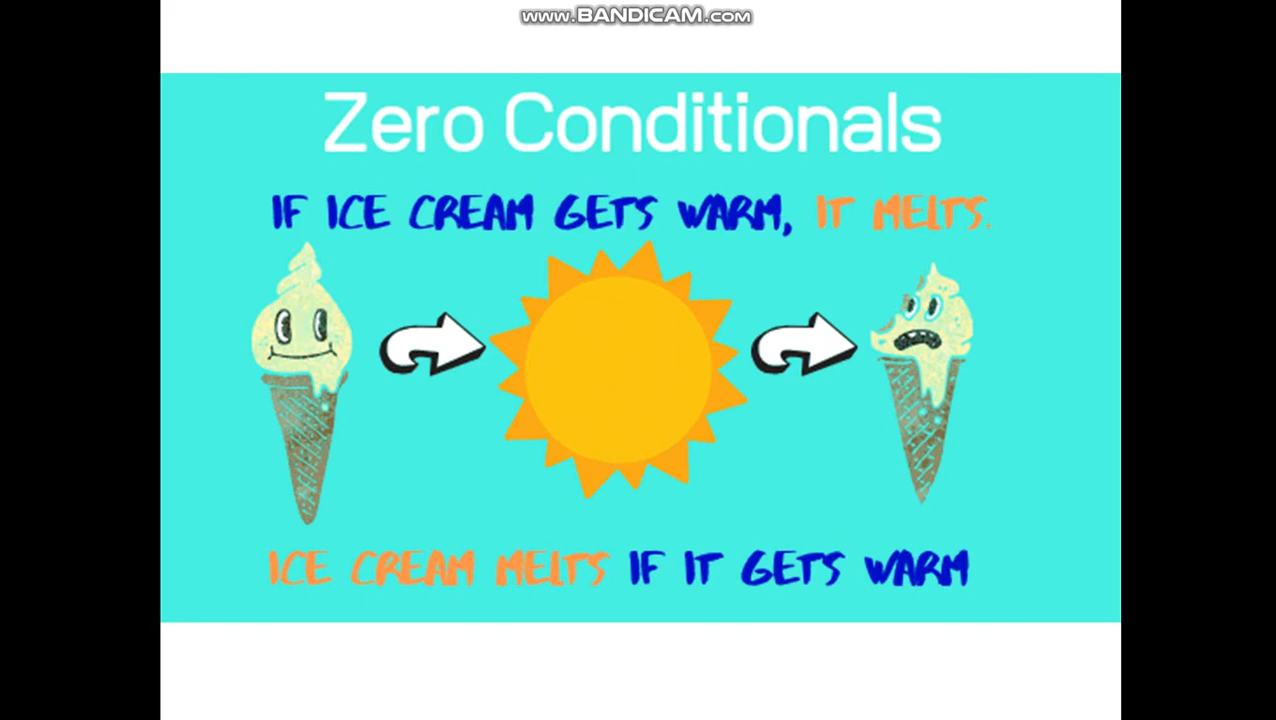 www.BANDICAM.com
Zero Conditionals
IF ICE CREAM GETS WARM, IT MELTS.
ICE CREAM MELTS IF IT GETS WARM